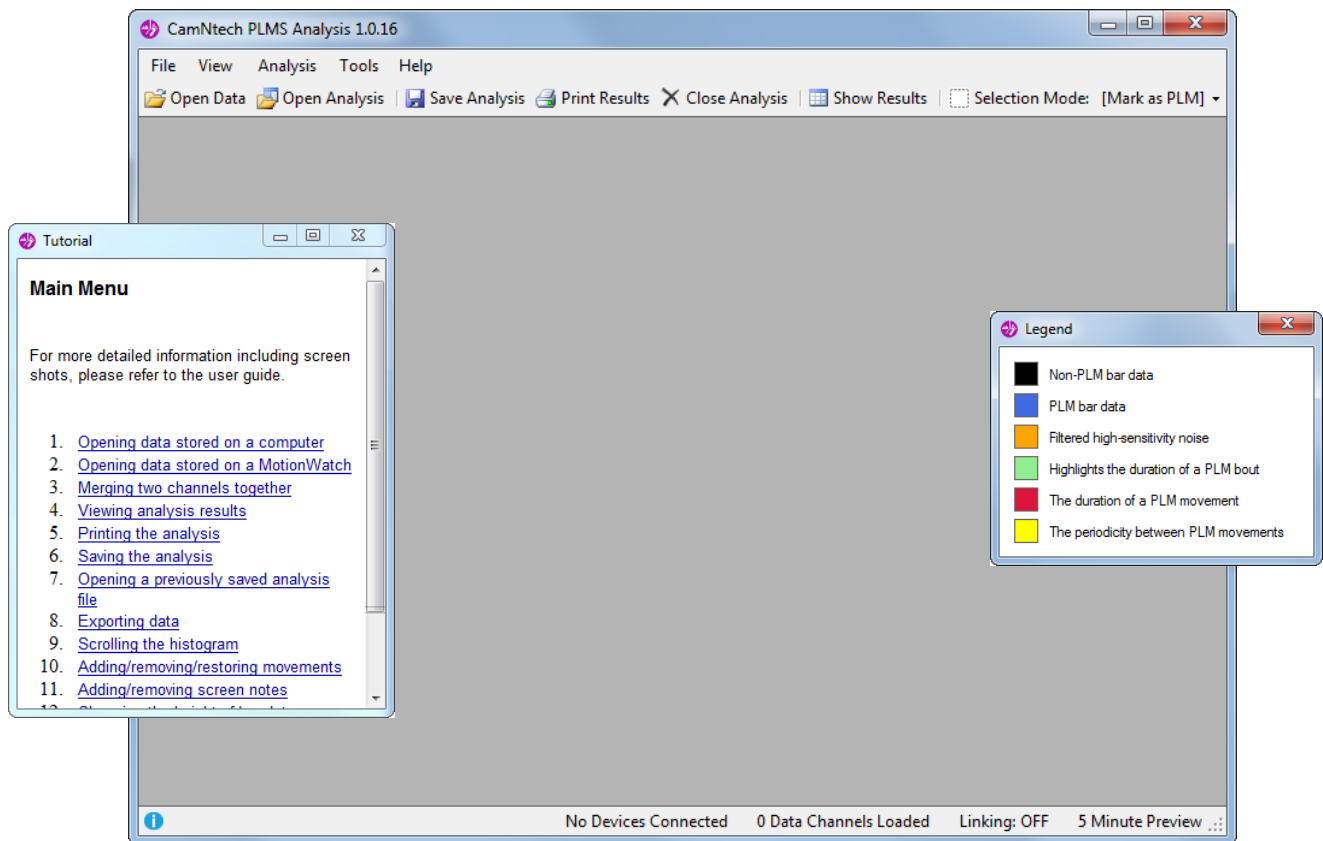 CamNtech PLMS Analysis 1.0.16
File View Analysis Tools Help
Open Data Open Analysis Save Analysis Print Results Close Analysis Show Results Selection Mode: [Mark as PLM]
Tutorial
Main Menu
For more detailed information including screen
shots, please refer to the user guide.
1. Opening data stored on a computer
2. Opening data stored on a MotionWatch
3. Merging two channels together
4. Viewing analysis results
5. Printing the analysis
6. Saving the analysis
7. Opening a previously saved analysis
file
8. Exporting data
9. Scrolling the histogram
10. Adding/removing/restoring movements
11. Adding/removing screen notes
Legend
Non-PLM bar data
PLM bar data
Filtered high-sensitivity noise
Highlights the duration of a PLM bout
The duration of a PLM movement
The periodicity between PLM movements
No Devices Connected 0 Data Channels Loaded Linking: OFF 5 Minute Preview